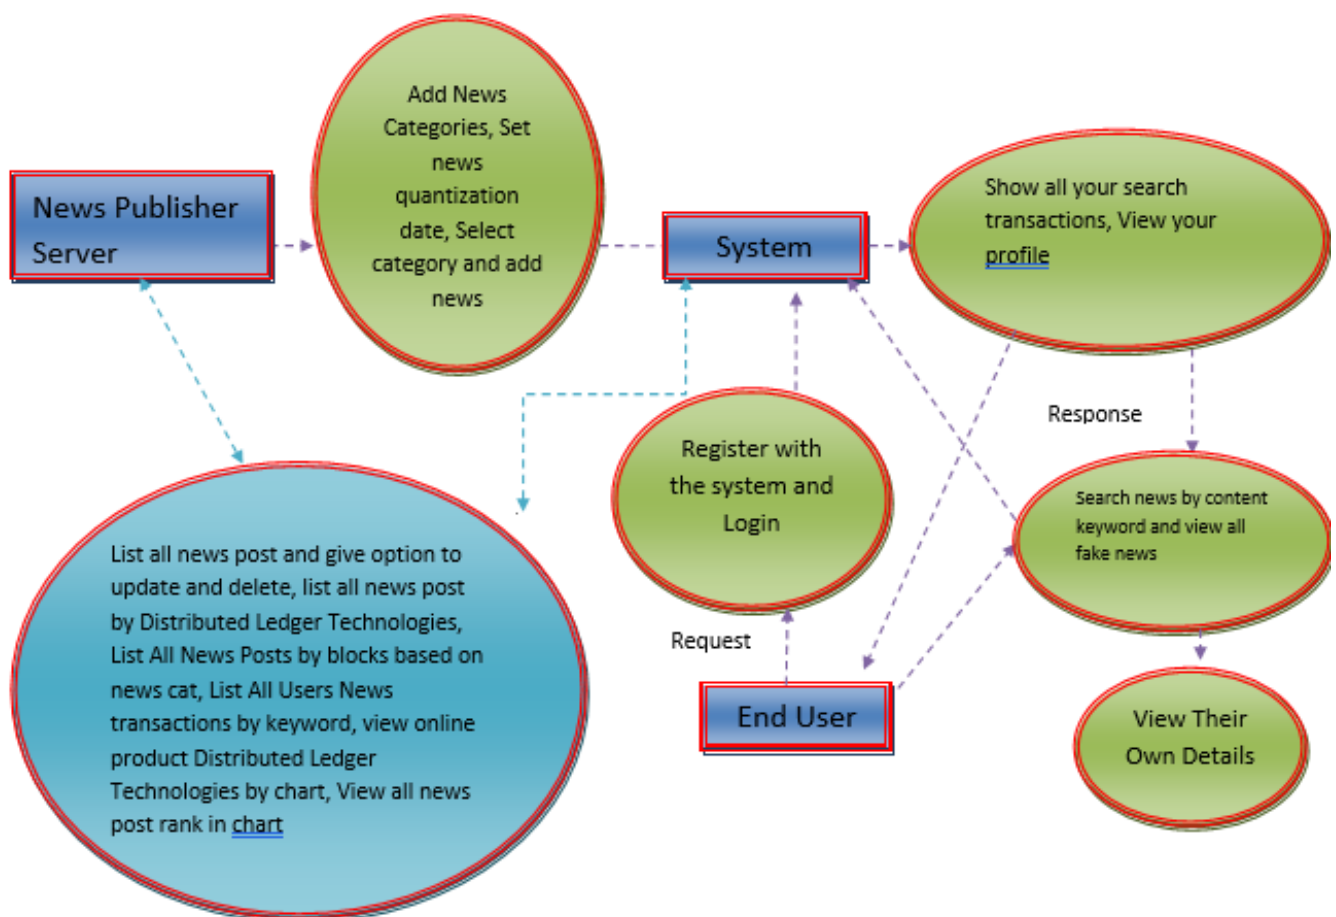 Add News
Categories, Set
news
quantization
date, Select
category and add
news
News Publisher
Server
System
Show all your search
transactions, View your
profile
Response
Register with
the system and
Login
Search news by content
keyword and view all
fake news
List all news post and give option to
update and delete, list all news post
by Distributed Ledger Technologies,
List All News Posts by blocks based on
news cat, List All Users News
transactions by keyword, view online
product Distributed Ledger
Technologies by chart, View all news
post rank in chart
Request
End User
View Their
Own Details